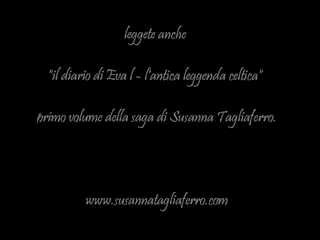 leggete anche
"il diario di Eva l - l'antica leggenda celtica"
primo volume della saga di Susanna Tagliaferro.
www.susannatagliaferro.com